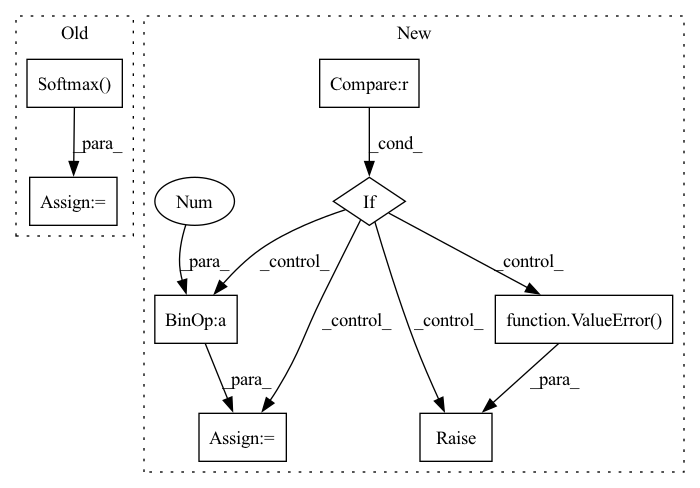 Old
New
Softmax()
Compare:r
_para_
_cond_
Assign:=
Num
If
_para_
_control_
_control_
_control_
_control_
BinOp:a
function.ValueError()
_para_
_para_
Assign:=
Raise